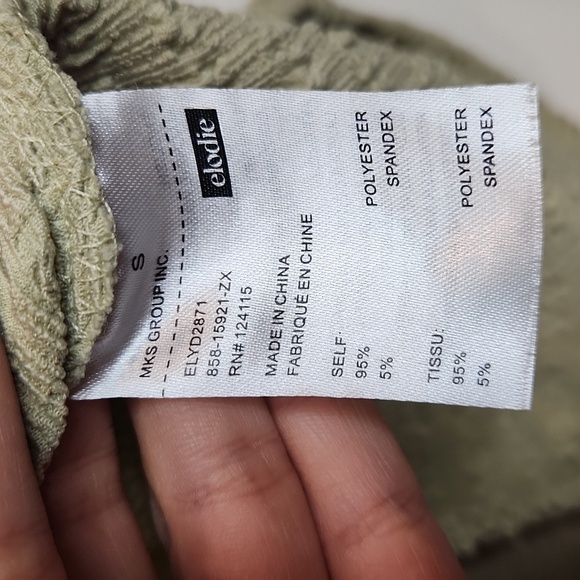 elodie
S
MKS GROUP INC.
ELYD2871
858-15921-ZX
RN# 124115
MADE IN CHINA
FABRIQUÉ EN CHINE
SELF:
95% POLYESTER
5% SPANDEX
TISSU:
95% POLYESTER
5% SPANDEX